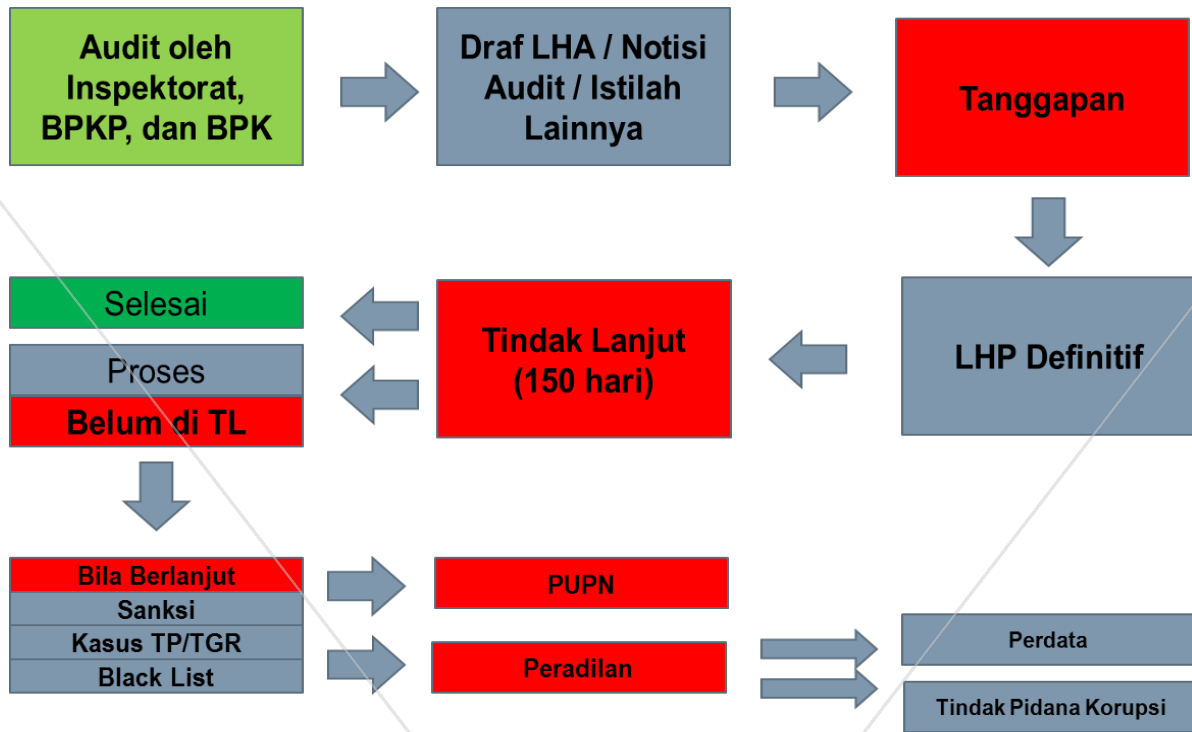 Audit oleh
Inspektorat,
BPKP, dan BPK
Draf LHA / Notisi
Audit / Istilah
Lainnya
Tanggapan
LHP Definitif
Tindak Lanjut
(150 hari)
Selesai
Proses
Belum di TL
Bila Berlanjut
Sanksi
Kasus TP/TGR
Black List
PUPN
Peradilan
Perdata
Tindak Pidana Korupsi